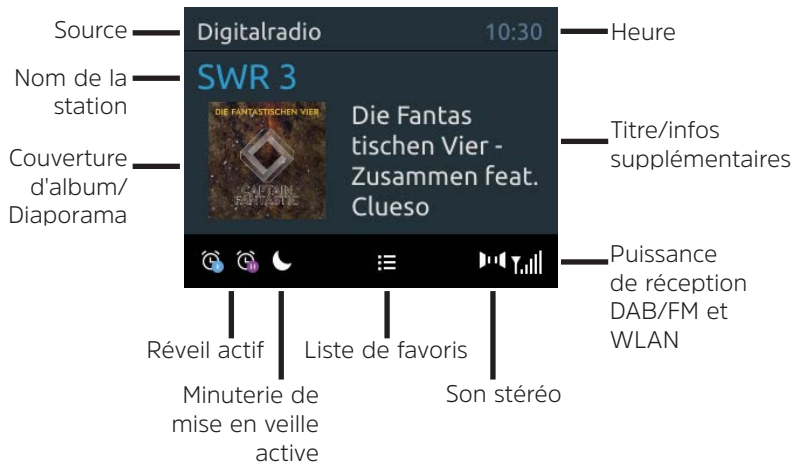 Source
Digitalradio
10:30
Heure
Nom de la
station
SWR 3
DIE FANTASTISCHEN VIER
CAPTAIN
FANTASTIC
Die Fantas
tischen Vier -
Zusammen feat.
Clueso
Couverture
d'album/
Diaporama
Titre/infos
supplémentaires
Puissance
de réception
DAB/FM et
WLAN
Réveil actif
Liste de favoris
Minuterie de
mise en veille
active
Son stéréo